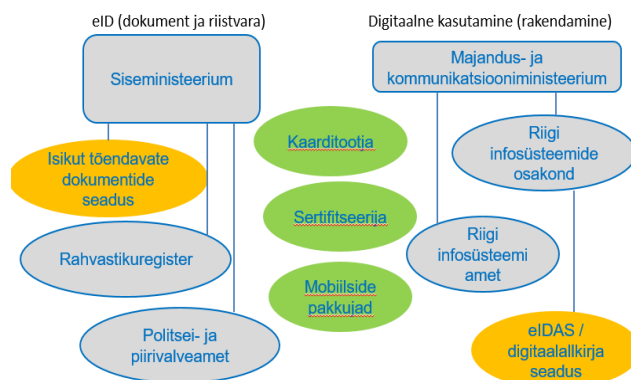 eID (dokument ja riistvara)
Digitaalne kasutamine (rakendamine)
Siseministeerium
Majandus- ja
kommunikatsiooniministeerium
Kaarditootja
Isikut tõendavate
dokumentide
seadus
Riigi
infosüsteemide
osakond
Sertifitseerija
Rahvastikuregister
Riigi
infosüsteemi
amet
Mobiilside
pakkujad
Politsei- ja
piirivalveamet
eIDAS /
digitaalallkirja
seadus